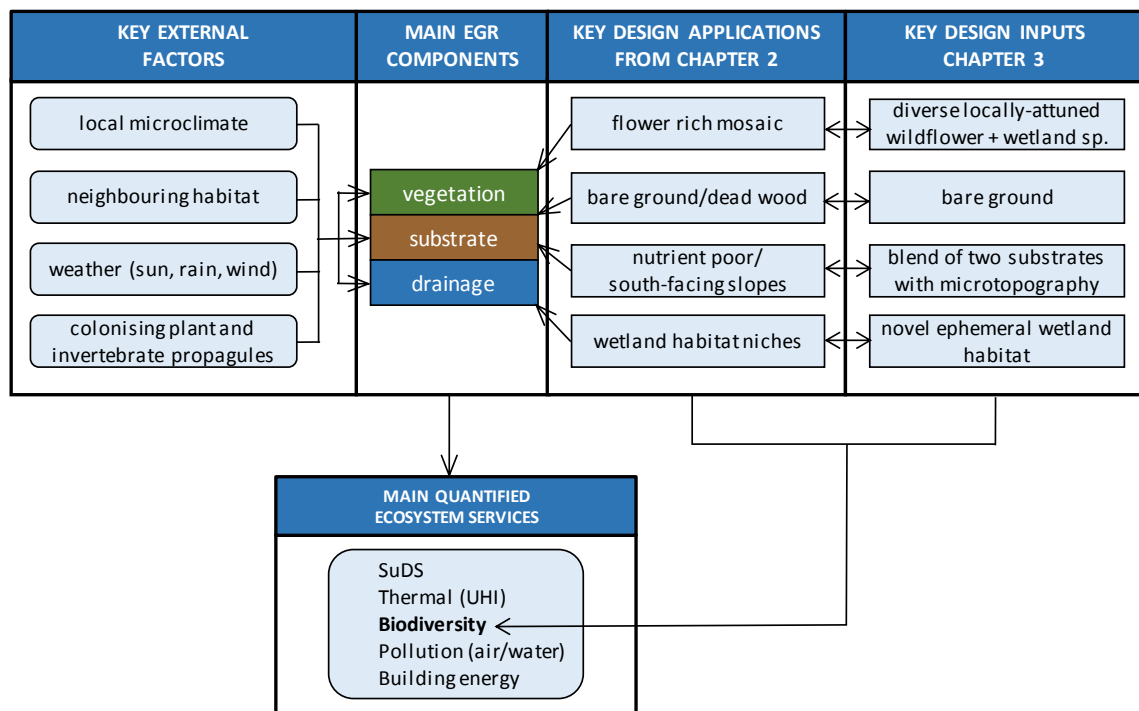 KEY EXTERNAL
FACTORS
MAIN EGR
COMPONENTS
KEY DESIGN APPLICATIONS
FROM CHAPTER 2
KEY DESIGN INPUTS
CHAPTER 3
local microclimate
neighbouring habitat
weather (sun, rain, wind)
colonising plant and
invertebrate propagules
vegetation
substrate
drainage
flower rich mosaic
bare ground/dead wood
nutrient poor/
south-facing slopes
wetland habitat niches
diverse locally-attuned
wildflower + wetland sp.
bare ground
blend of two substrates
with microtopography
novel ephemeral wetland
habitat
MAIN QUANTIFIED
ECOSYSTEM SERVICES
SuDS
Thermal (UHI)
Biodiversity
Pollution (air/water)
Building energy